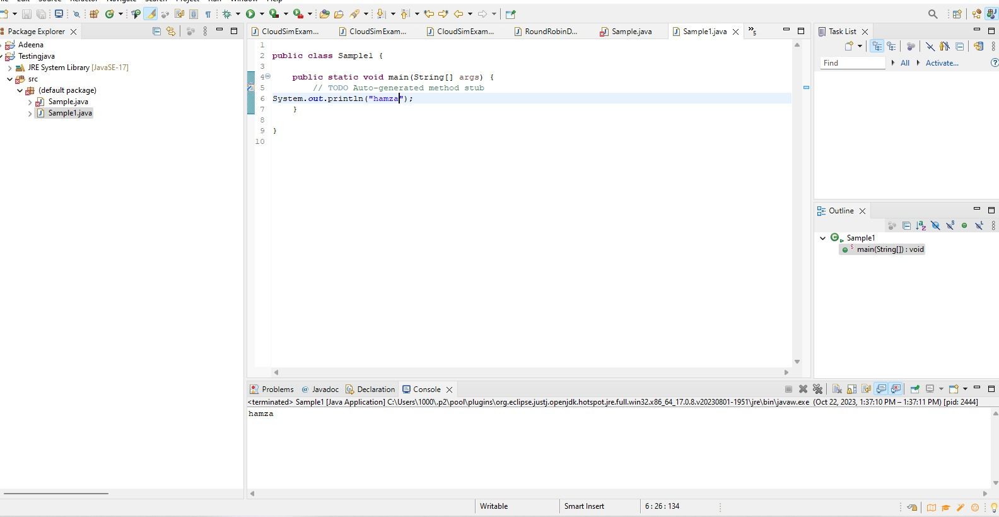 Package Explorer
Adeena
Testingjava
JRE System Library [JavaSE-17]
src
(default package)
Sample.java
Sample1.java
CloudSimExam...
CloudSimExam...
CloudSimExam...
RoundRobinD...
Sample.java
Sample1.java
»5
1
2 public class Sample1 {
3
4 public static void main(String[] args) {
5 // TODO Auto-generated method stub
6 System.out.println("hamza");
7 }
8
9 }
10
Task List
Find
All
Activate...
Outline
Sample1
main(String[]) : void
Problems
@ Javadoc
Declaration
Console
<terminated> Sample1 [Java Application] C:\Users\1000\.p2\pool\plugins\org.eclipse.justj.openjdk.hotspot.jre.full.win32.x86_64_17.0.8.v20230801-1951\jre\bin\javaw.exe (Oct 22, 2023, 1:37:10 PM – 1:37:11 PM) [pid: 2444]
hamza
Writable
Smart Insert
6 : 26 : 134